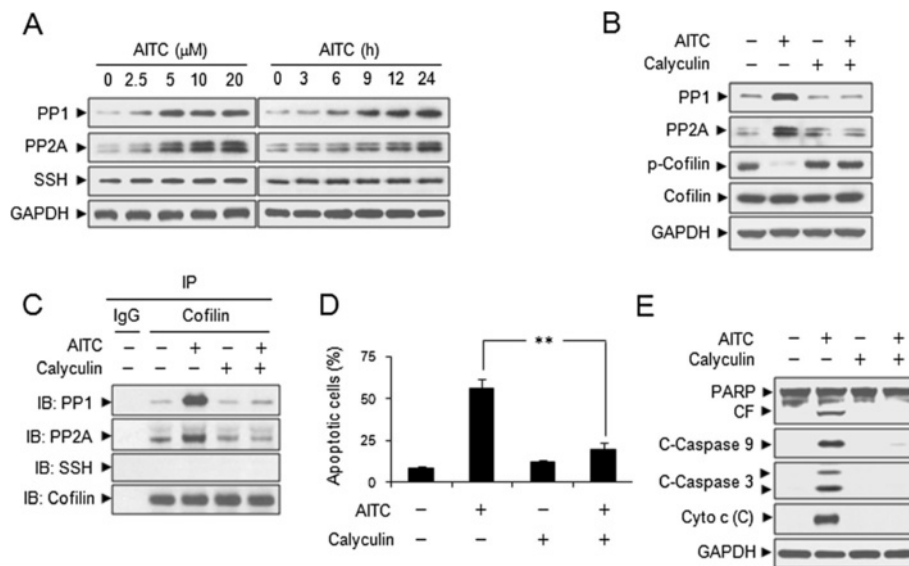 A
AITC (μM) AITC (h)
0 2.5 5 10 20 0 3 6 9 12 24
PP1
PP2A
SSH
GAPDH
B
AITC – + – +
Calyculin – – + +
PP1
PP2A
p-Cofilin
Cofilin
GAPDH
C
IP
IgG Cofilin
AITC – – + – +
Calyculin – – – + +
IB: PP1
IB: PP2A
IB: SSH
IB: Cofilin
D
Apoptotic cells (%)
75
50
25
0
**
AITC – + – +
Calyculin – – + +
E
AITC – + – +
Calyculin – – + +
PARP
CF
C-Caspase 9
C-Caspase 3
Cyto c (C)
GAPDH